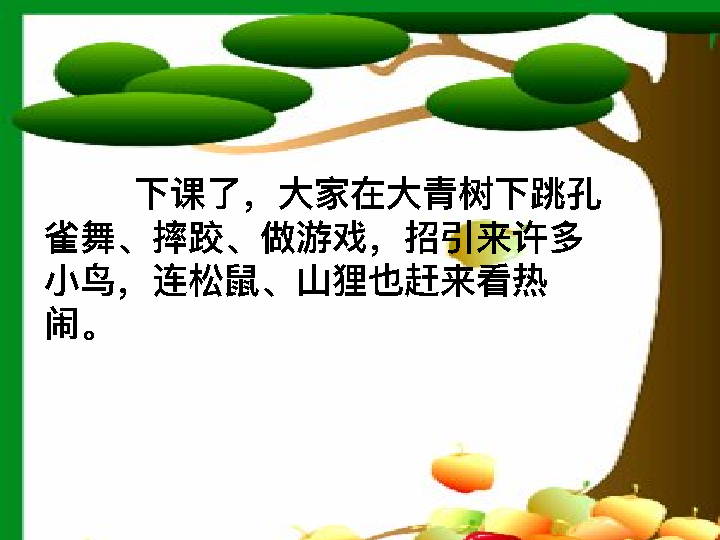 下课了，大家在大青树下跳孔
雀舞、摔跤、做游戏，招引来许多
小鸟，连松鼠、山狸也赶来看热
闹。